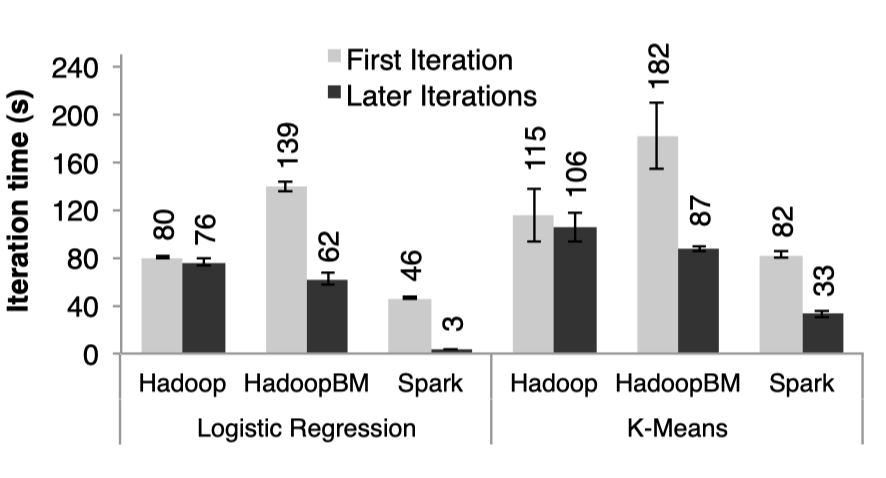 Iteration time (s)
240
200
160
120
80
40
0
First Iteration
Later Iterations
80
76
139
62
46
3
115
106
182
87
82
33
Hadoop
HadoopBM
Spark
Hadoop
HadoopBM
Spark
Logistic Regression
K-Means